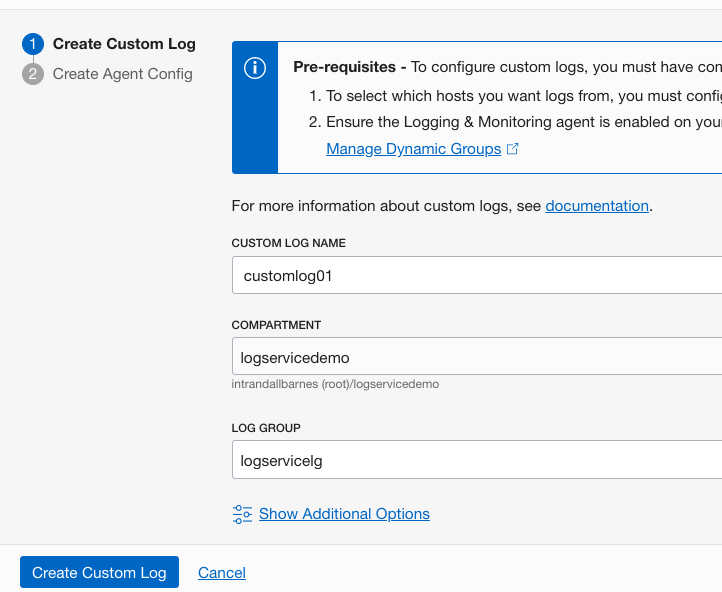 1 Create Custom Log
2 Create Agent Config
Pre-requisites - To configure custom logs, you must have
1. To select which hosts you want logs from, you must
2. Ensure the Logging & Monitoring agent is enabled on
Manage Dynamic Groups
For more information about custom logs, see documentation.
CUSTOM LOG NAME
customlog01
COMPARTMENT
logservicedemo
intrandallbarnes (root)/logservicedemo
LOG GROUP
logservicelg
Show Additional Options
Create Custom Log Cancel